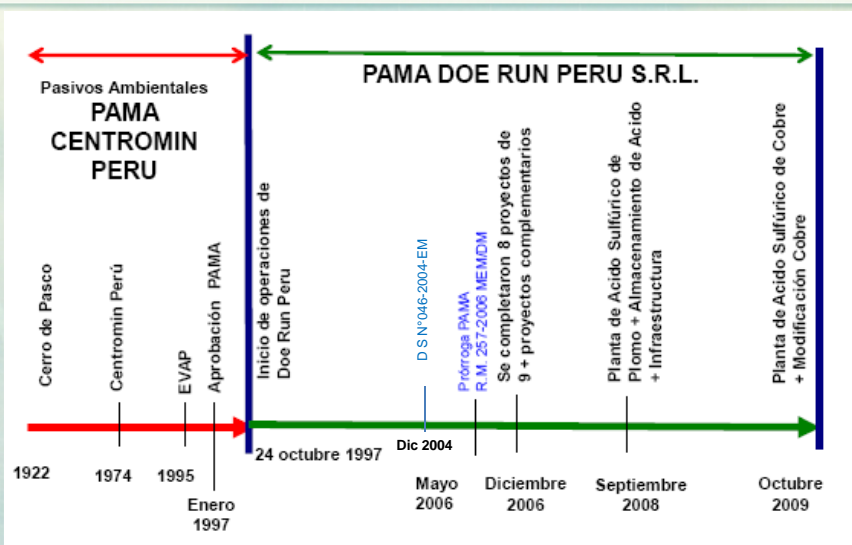 Pasivos Ambientales
PAMA
CENTROMIN
PERU
PAMA DOE RUN PERU S.R.L.
Cerro de Pasco
Centromin Perú
EVAP
Aprobación PAMA
Inicio de operaciones de
Doe Run Peru
D S Nº046-2004-EM
Prórroga PAMA
R.M. 257-2006 MEM/DM
Se completaron 8 proyectos de
9 + proyectos complementarios
Planta de Acido Sulfúrico de
Plomo + Almacenamiento de Acido
+ Infraestructura
Planta de Acido Sulfúrico de Cobre
+ Modificación Cobre
1922
1974
1995
Enero
1997
24 octubre 1997
Dic 2004
Mayo
2006
Diciembre
2006
Septiembre
2008
Octubre
2009